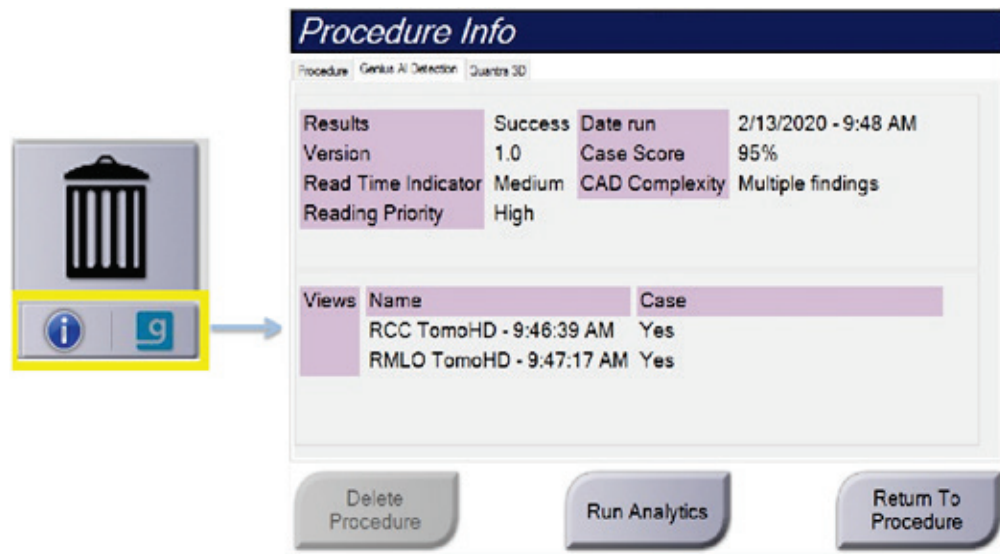 Procedure Info
Procedure Genius AI Detection Quantra 3D
Results Success Date run 2/13/2020 - 9:48 AM
Version 1.0 Case Score 95%
Read Time Indicator Medium CAD Complexity Multiple findings
Reading Priority High
Views Name Case
RCC TomoHD - 9:46:39 AM Yes
RMLO TomoHD - 9:47:17 AM Yes
i g
Delete Procedure
Run Analytics
Return To Procedure